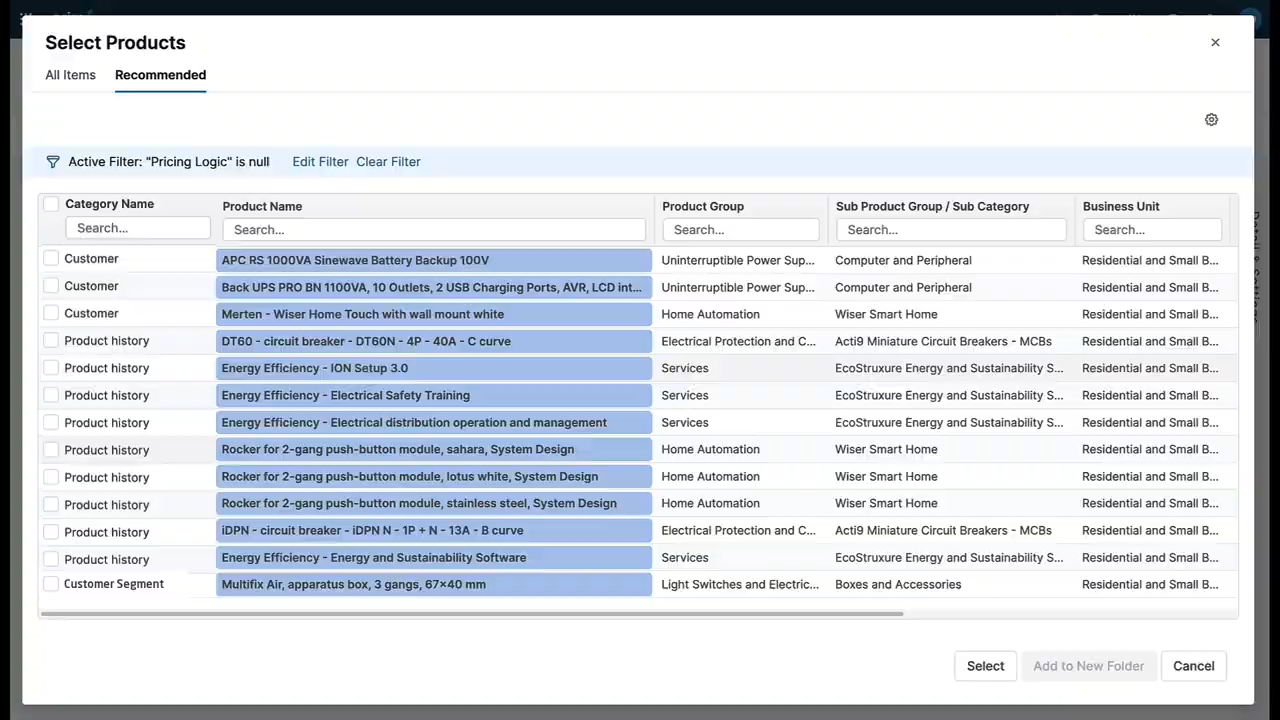 Select Products
All Items Recommended
Active Filter: "Pricing Logic" is null Edit Filter Clear Filter
Category Name Product Name Product Group Sub Product Group / Sub Category Business Unit
Search... Search... Search... Search... Search...
Customer APC RS 1000VA Sinewave Battery Backup 100V Uninterruptible Power Sup... Computer and Peripheral Residential and Small B...
Customer Back UPS PRO BN 1100VA, 10 Outlets, 2 USB Charging Ports, AVR, LCD int... Uninterruptible Power Sup... Computer and Peripheral Residential and Small B...
Customer Merten - Wiser Home Touch with wall mount white Home Automation Wiser Smart Home Residential and Small B...
Product history DT60 - circuit breaker - DT60N - 4P - 40A - C curve Electrical Protection and C... Acti9 Miniature Circuit Breakers - MCBs Residential and Small B...
Product history Energy Efficiency - ION Setup 3.0 Services EcoStruxure Energy and Sustainability S... Residential and Small B...
Product history Energy Efficiency - Electrical Safety Training Services EcoStruxure Energy and Sustainability S... Residential and Small B...
Product history Energy Efficiency - Electrical distribution operation and management Services EcoStruxure Energy and Sustainability S... Residential and Small B...
Product history Rocker for 2-gang push-button module, sahara, System Design Home Automation Wiser Smart Home Residential and Small B...
Product history Rocker for 2-gang push-button module, lotus white, System Design Home Automation Wiser Smart Home Residential and Small B...
Product history Rocker for 2-gang push-button module, stainless steel, System Design Home Automation Wiser Smart Home Residential and Small B...
Product history iDPN - circuit breaker - iDPN N - 1P + N - 13A - B curve Electrical Protection and C... Acti9 Miniature Circuit Breakers - MCBs Residential and Small B...
Product history Energy Efficiency - Energy and Sustainability Software Services EcoStruxure Energy and Sustainability S... Residential and Small B...
Customer Segment Multifix Air, apparatus box, 3 gangs, 67x40 mm Light Switches and Electric... Boxes and Accessories Residential and Small B...
Select Add to New Folder Cancel